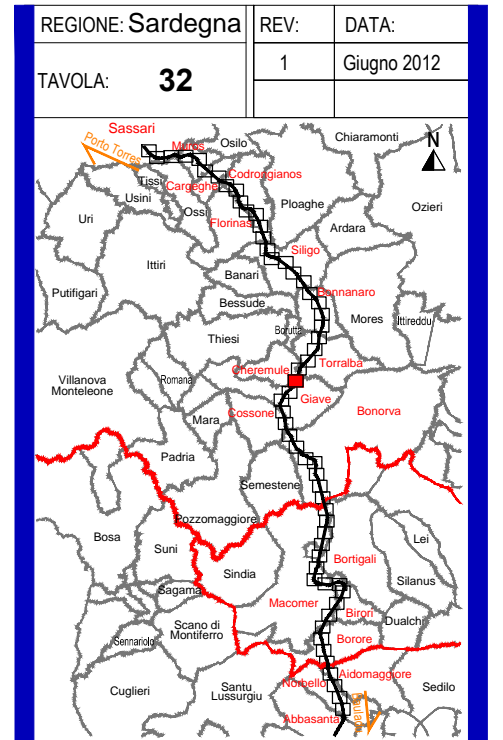 REGIONE: Sardegna
REV:
DATA:
TAVOLA: 32
1
Giugno 2012
Sassari
Porto Torres
Muros
Osilo
Chiaramonti
N
Tissi
Cargeghe
Codrongianos
Usini
Ossi
Ploaghe
Ozieri
Uri
Florinas
Ardara
Siligo
Ittiri
Banari
Bonnanaro
Putifigari
Bessude
Mores
Ittireddu
Borutta
Thiesi
Torralba
Cheremule
Villanova
Monteleone
Romana
Giave
Cossone
Bonorva
Mara
Padria
Semestene
Pozzomaggiore
Bosa
Suni
Lei
Bortigali
Sindia
Silanus
Sagama
Macomer
Birori
Dualchi
Scano di
Montiferro
Sennariolo
Borore
Aidomaggiore
Norbello
Cuglieri
Santu
Lussurgiu
Sedilo
Abbasanta